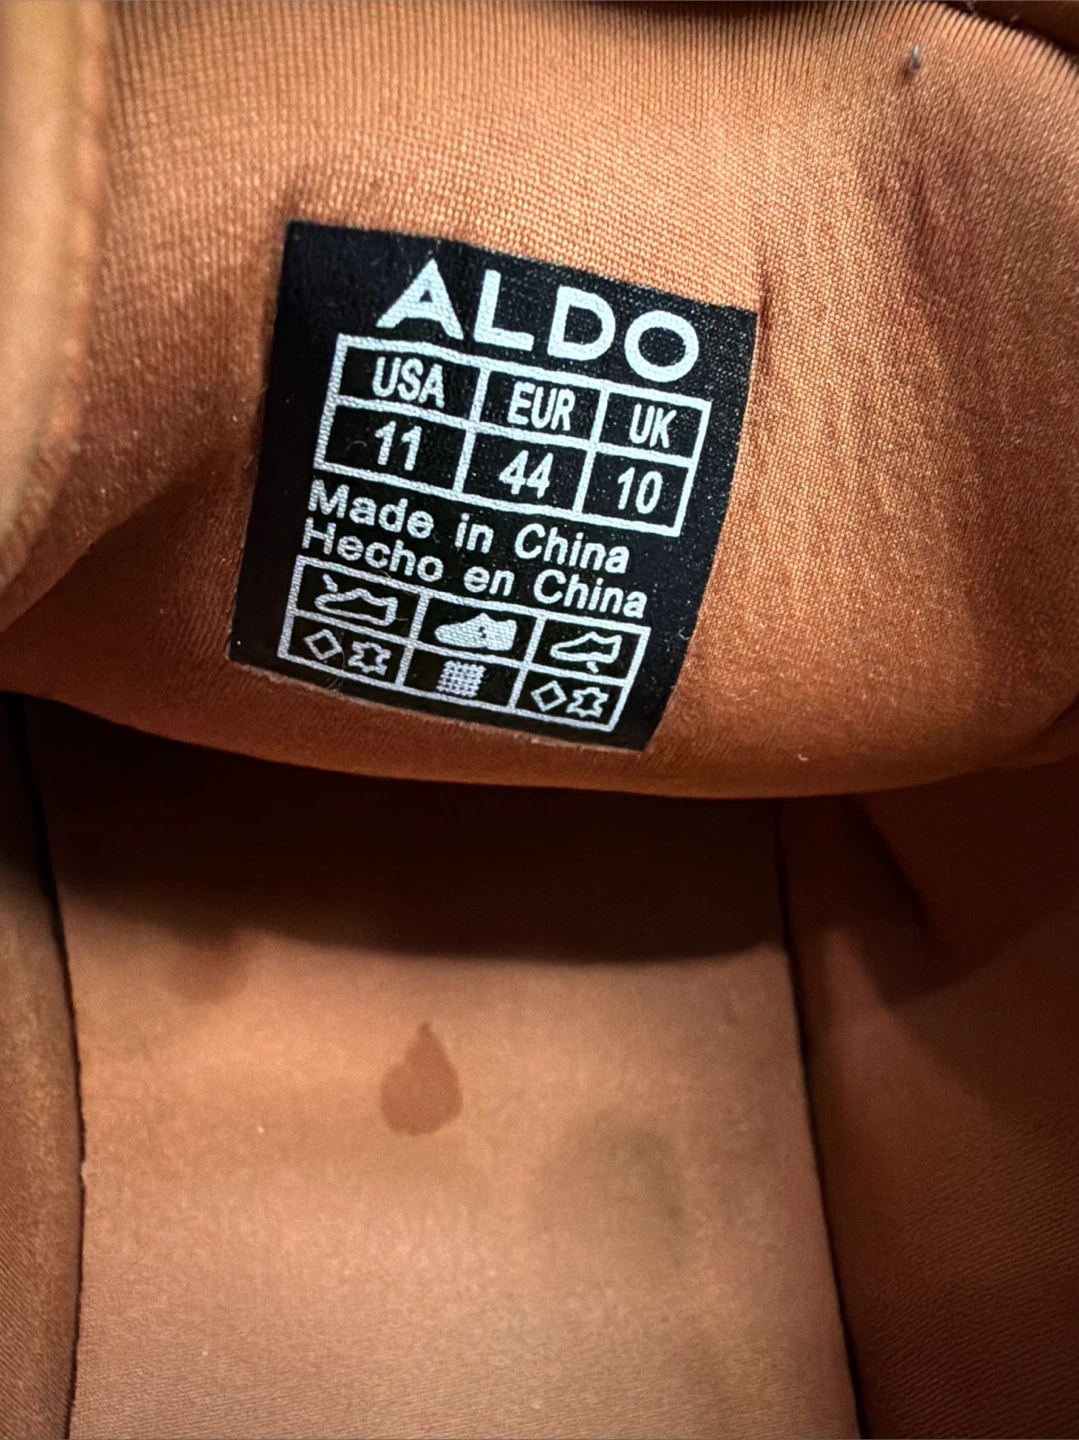 ALDO
USA EUR UK
11 44 10
Made in China
Hecho en China